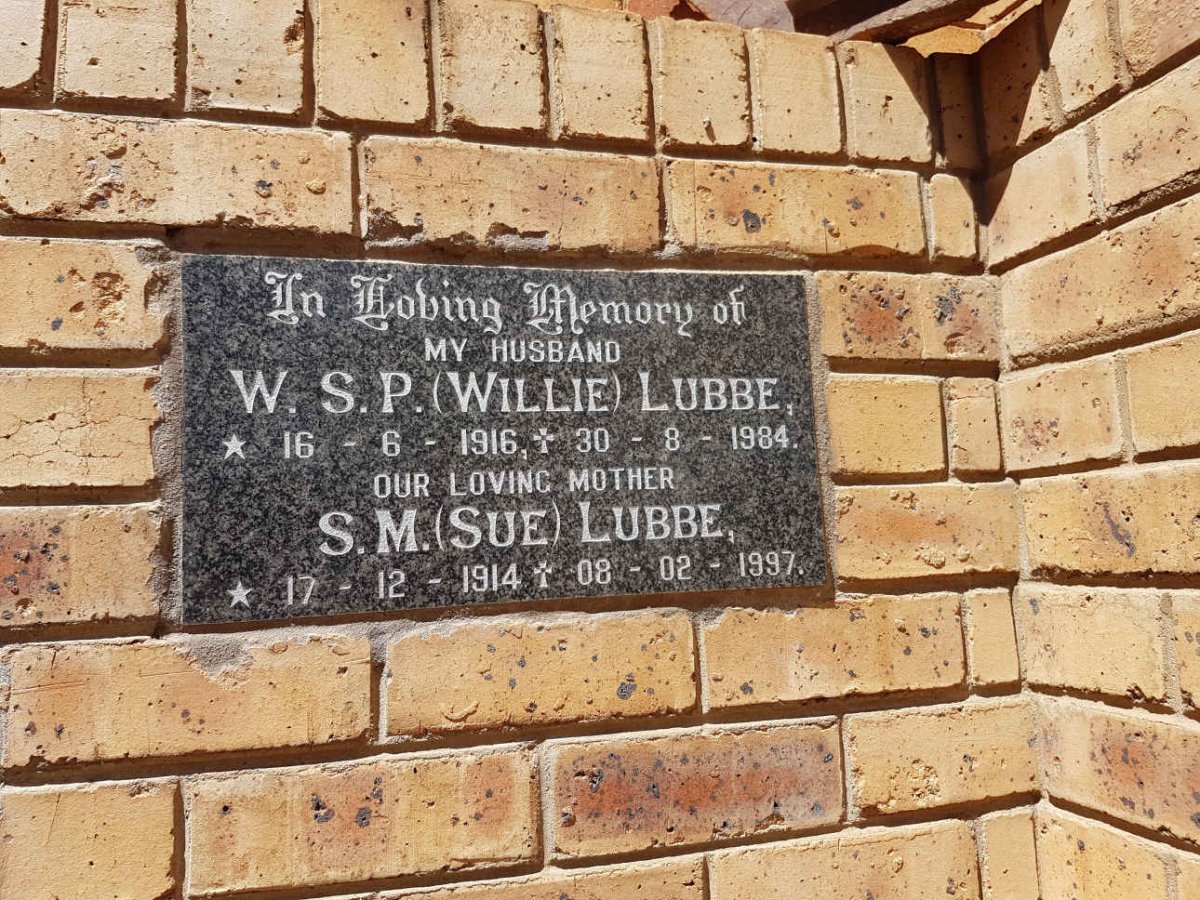 In Loving Memory of
MY HUSBAND
W. S.P. (WILLIE) LUBBE,
★ 16 - 6 - 1916, ✝ 30 - 8 - 1984.
OUR LOVING MOTHER
S.M. (SUE) LUBBE,
★ 17 - 12 - 1914 ✝ 08 - 02 - 1997.